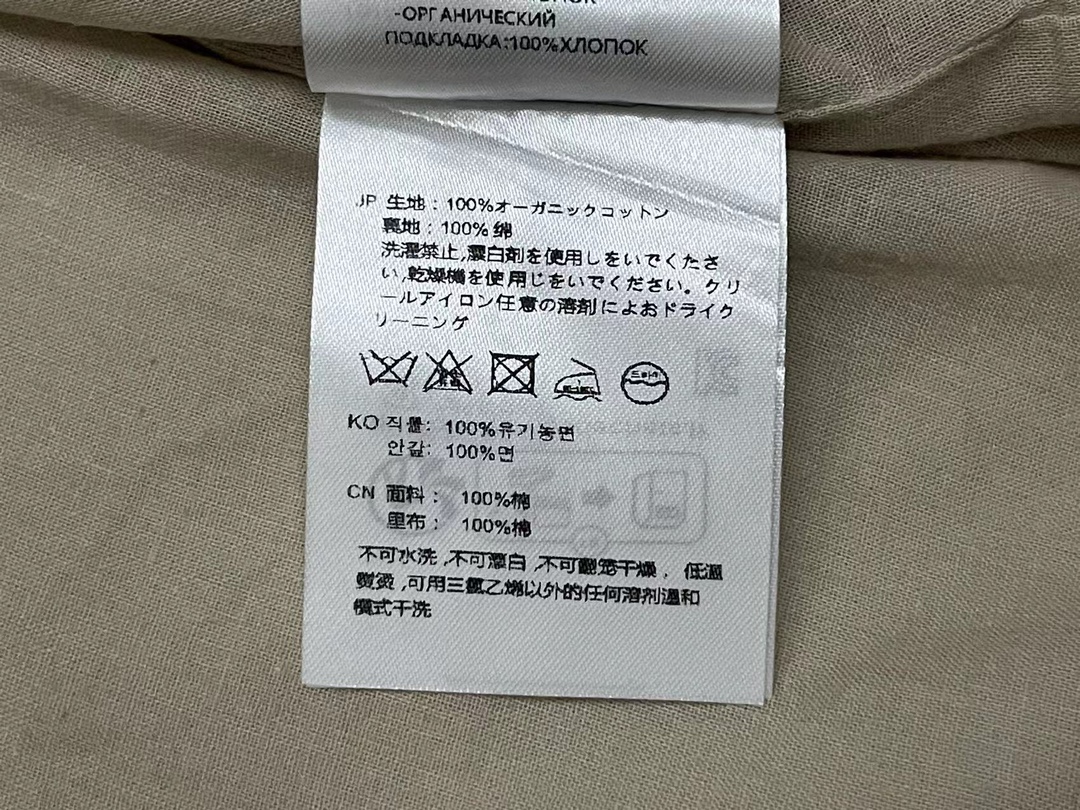 -ОРГАНИЧЕСКИЙ
ПОДКЛАДКА:100%ХЛОПОК
JP 生地：100%オーガニックコットン
裏地：100%綿
洗濯禁止,漂白剤を使用しをいでくたさ
い,乾燥機を使用じをいでください。クリ
ールアイロン任意の溶剤によおドライク
リーニング
KO 직물: 100%유기농면
안감: 100%면
CN 面料： 100%棉
里布： 100%棉
不可水洗,不可漂白,不可翻笼干燥，低温
熨烫,可用三氯乙烯以外的任何溶剂温和
模式干洗